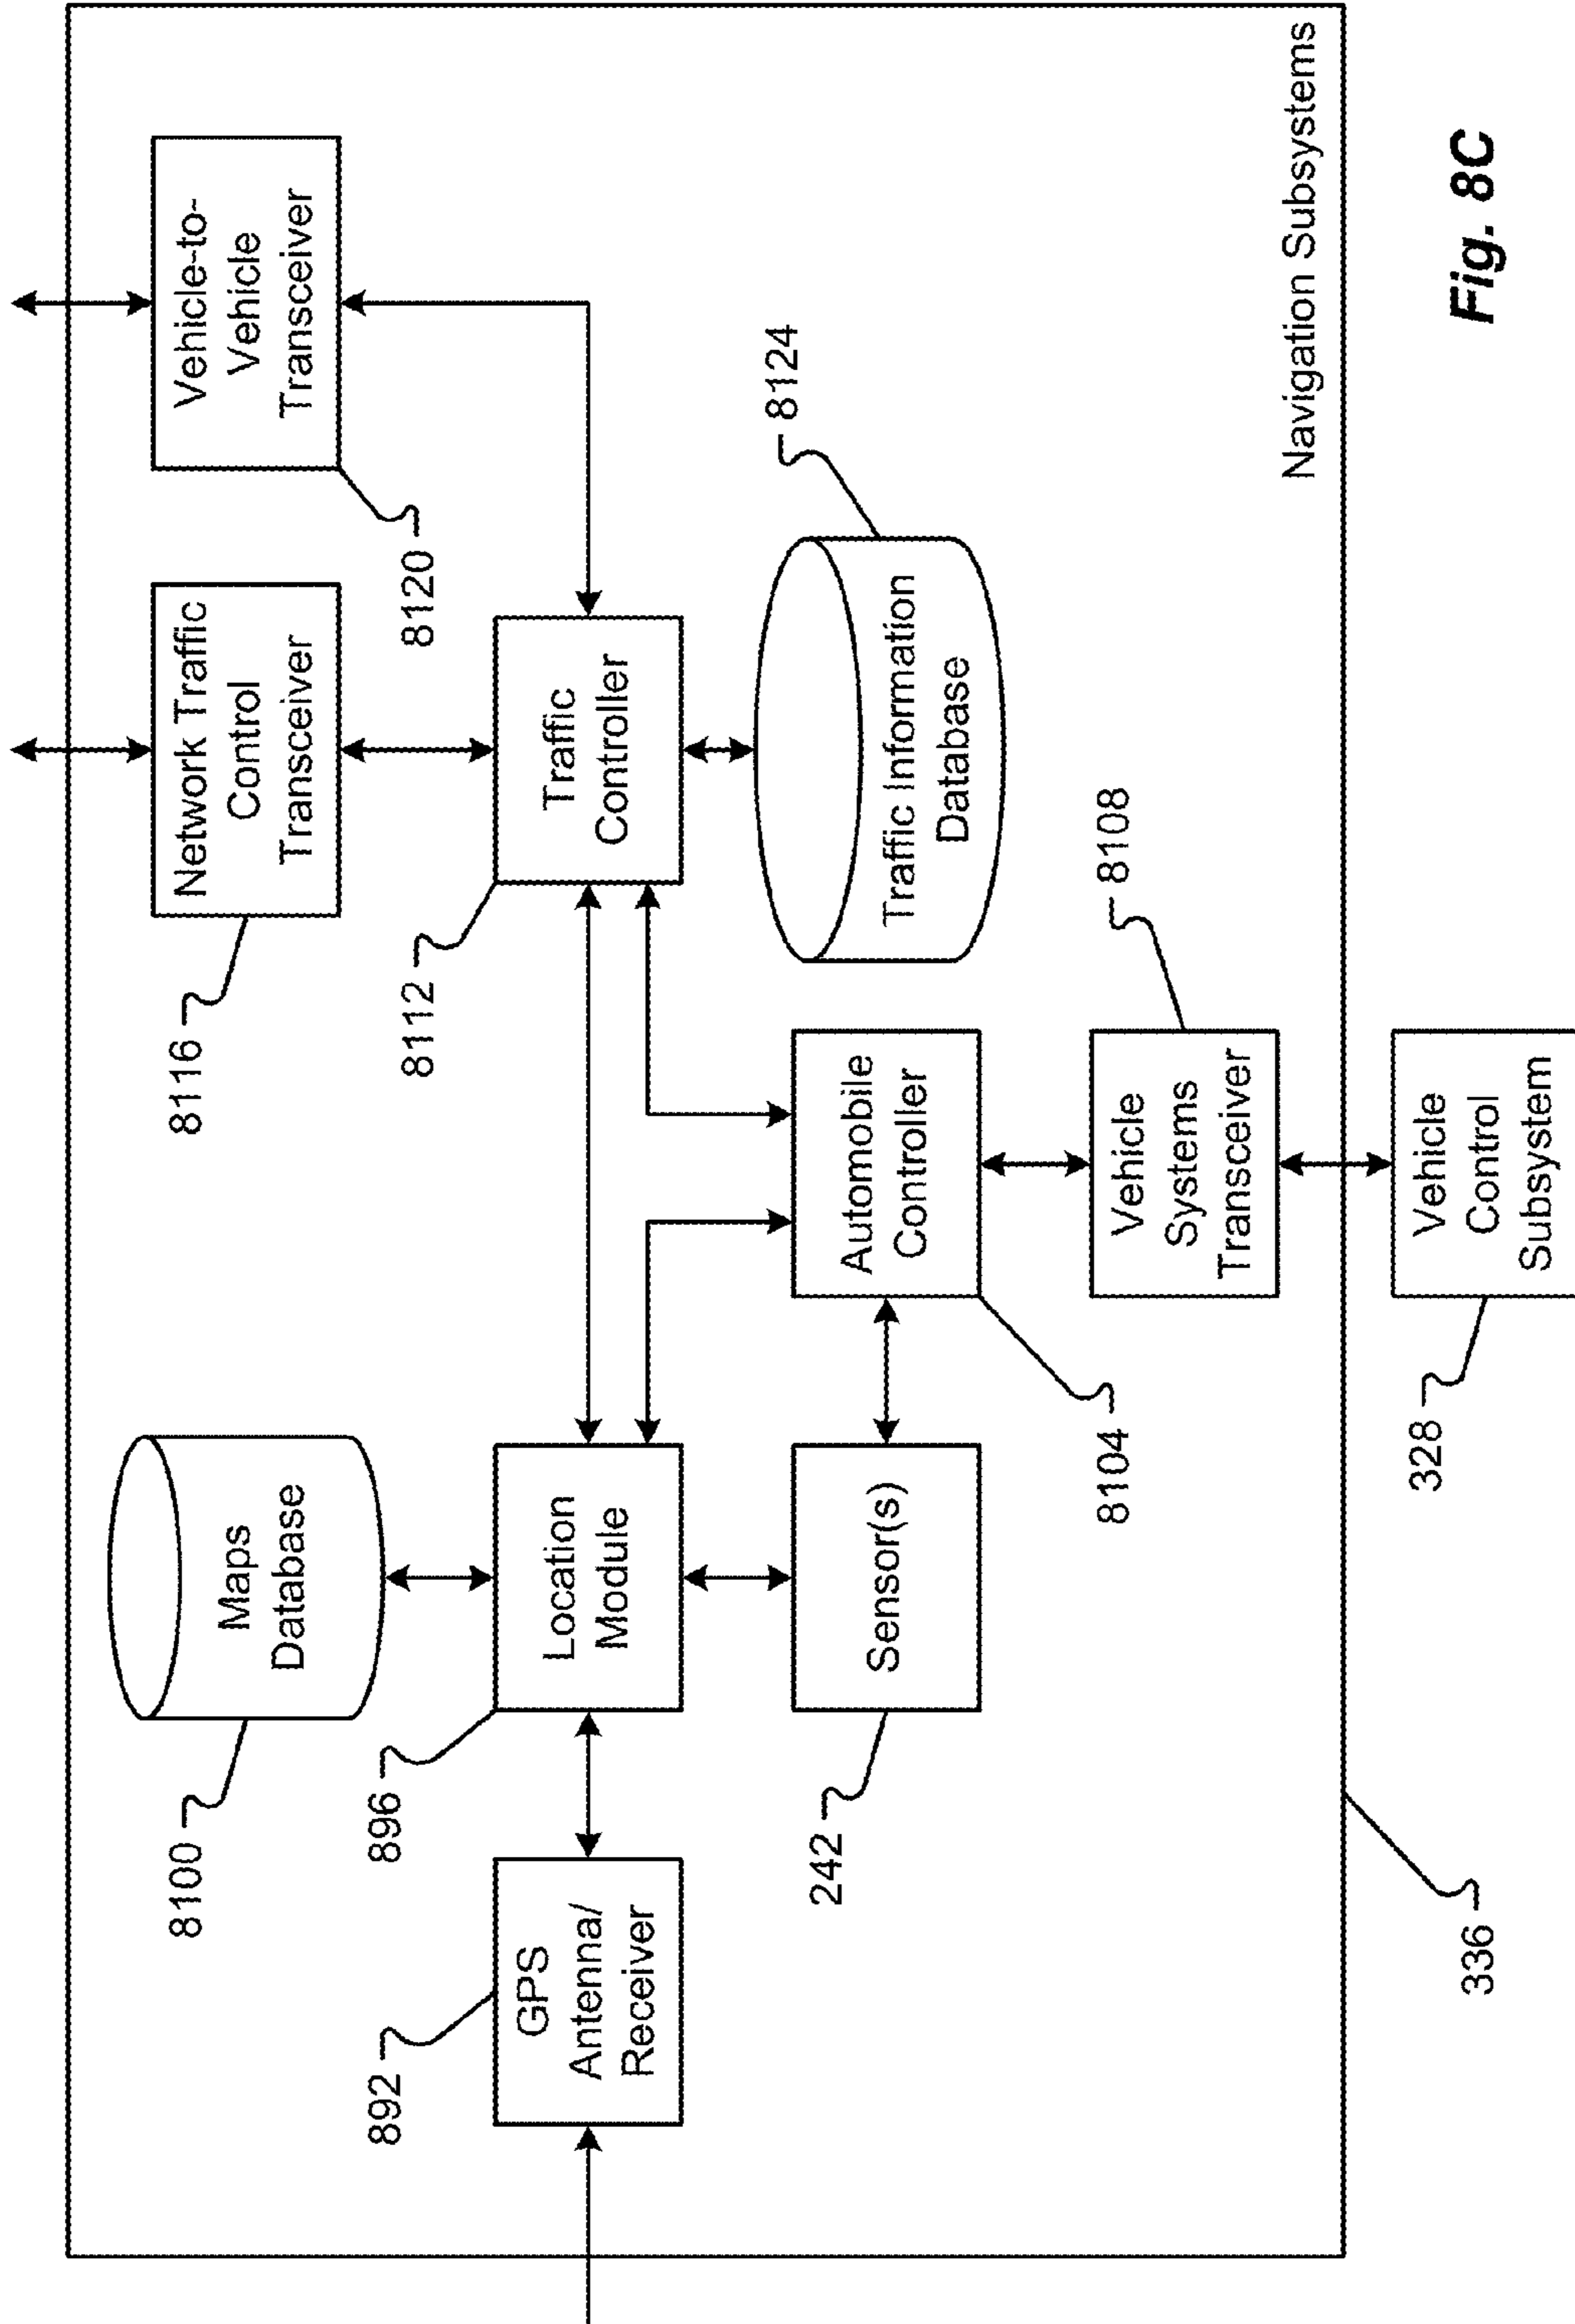 8100
Maps
Database
8116
Network Traffic
Control
Transceiver
8120
Vehicle-to-
Vehicle
Transceiver
892
GPS
Antenna/
Receiver
896
Location
Module
8112
Traffic
Controller
242
Sensor(s)
8104
Automobile
Controller
8124
Traffic Information
Database
8108
Vehicle
Systems
Transceiver
Navigation Subsystems
336
328
Vehicle
Control
Subsystem
Fig. 8C